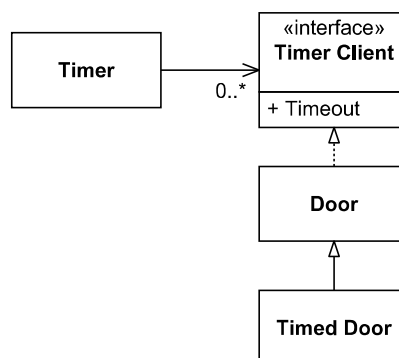 «interface»
Timer Client
Timer
0..*
+ Timeout
Door
Timed Door